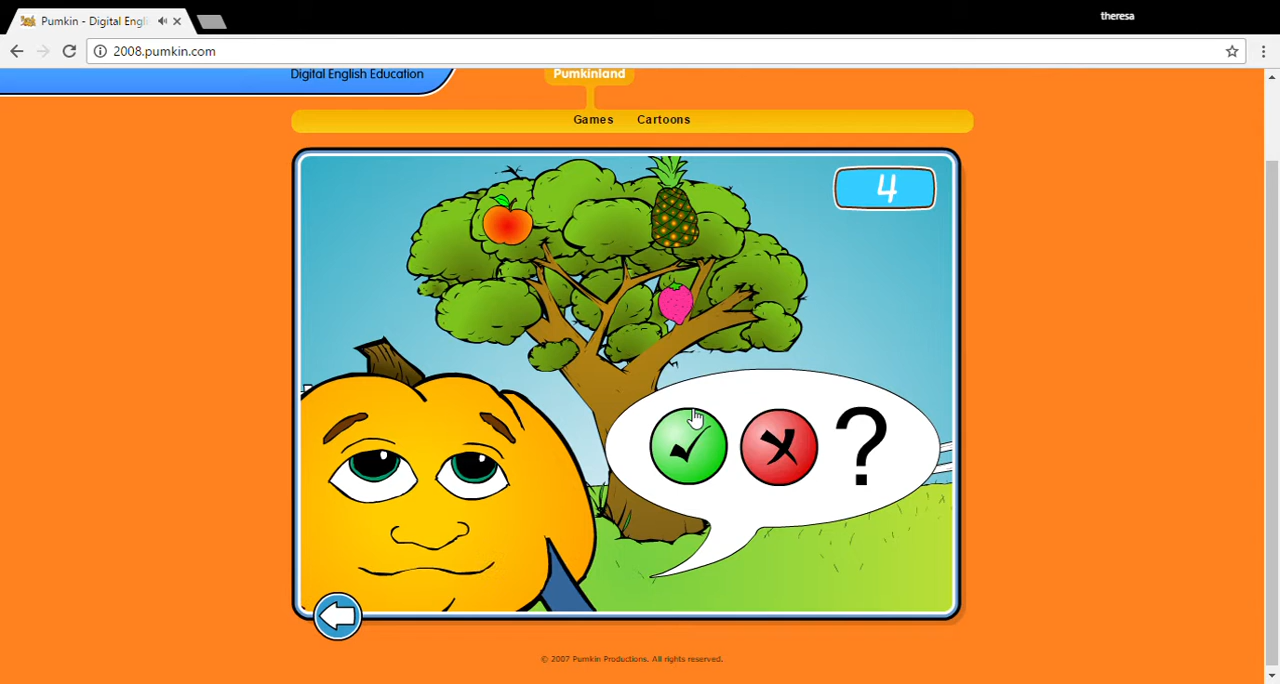 theresa
Pumkin - Digital Engli
2008.pumkin.com
Digital English Education
Pumkinland
Games Cartoons
4
?
© 2007 Pumkin Productions. All rights reserved.